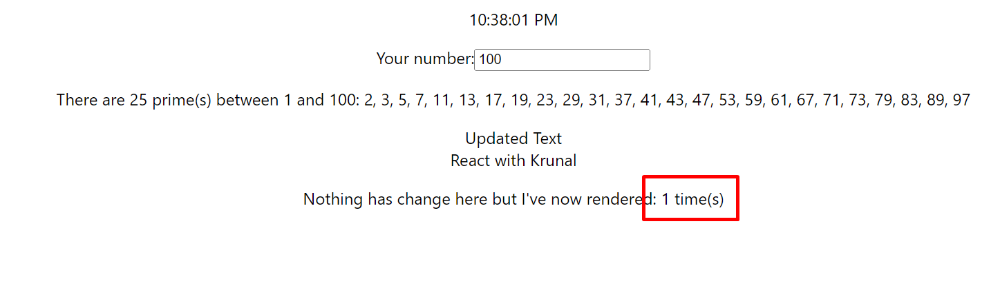 10:38:01 PM
Your number: 100
There are 25 prime(s) between 1 and 100: 2, 3, 5, 7, 11, 13, 17, 19, 23, 29, 31, 37, 41, 43, 47, 53, 59, 61, 67, 71, 73, 79, 83, 89, 97
Updated Text
React with Krunal
Nothing has change here but I've now rendered: 1 time(s)